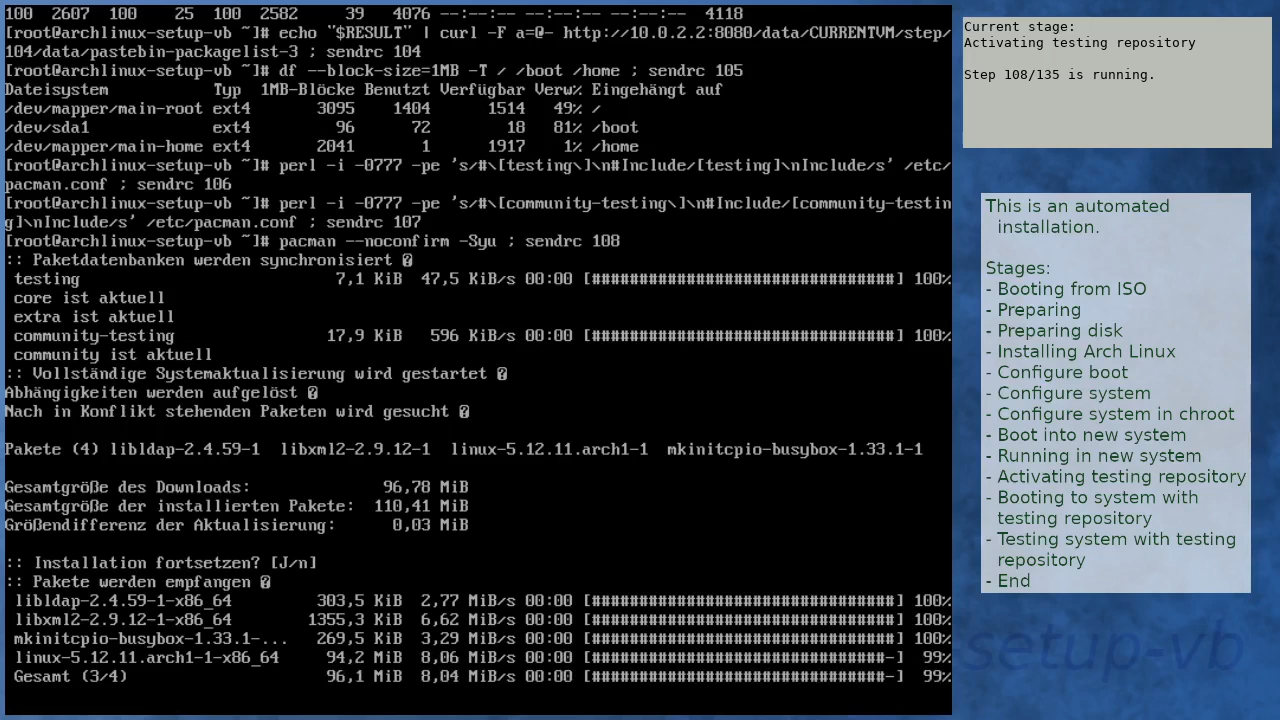 100  2607  100    25  100  2582     39   4076 --:--:-- --:--:-- --:--:--  4118
[root@archlinux-setup-vb ~]# echo "$RESULT" | curl -F a=@- http://10.0.2.2:8080/data/CURRENTVM/step/
104/data/pastebin-packagelist-3 ; sendrc 104
[root@archlinux-setup-vb ~]# df --block-size=1MB -T / /boot /home ; sendrc 105
Dateisystem           Typ  1MB-Blöcke Benutzt Verfügbar Verw% Eingehängt auf
/dev/mapper/main-root ext4       3095    1404      1514   49% /
/dev/sda1             ext4         96      72        18   81% /boot
/dev/mapper/main-home ext4       2041       1      1917    1% /home
[root@archlinux-setup-vb ~]# perl -i -0777 -pe 's/#\[testing\]\n#Include/[testing]\nInclude/s' /etc/
pacman.conf ; sendrc 106
[root@archlinux-setup-vb ~]# perl -i -0777 -pe 's/#\[community-testing\]\n#Include/[community-testin
g]\nInclude/s' /etc/pacman.conf ; sendrc 107
[root@archlinux-setup-vb ~]# pacman --noconfirm -Syu ; sendrc 108
:: Paketdatenbanken werden synchronisiert �
 testing                           7,1 KiB  47,5 KiB/s 00:00 [################################] 100%
 core ist aktuell
 extra ist aktuell
 community-testing                17,9 KiB   596 KiB/s 00:00 [################################] 100%
 community ist aktuell
:: Vollständige Systemaktualisierung wird gestartet �
Abhängigkeiten werden aufgelöst �
Nach in Konflikt stehenden Paketen wird gesucht �
Pakete (4) libldap-2.4.59-1  libxml2-2.9.12-1  linux-5.12.11.arch1-1  mkinitcpio-busybox-1.33.1-1
Gesamtgröße des Downloads:              96,78 MiB
Gesamtgröße der installierten Pakete:  110,41 MiB
Größendifferenz der Aktualisierung:      0,03 MiB
:: Installation fortsetzen? [J/n]
:: Pakete werden empfangen �
 libldap-2.4.59-1-x86_64         303,5 KiB  2,77 MiB/s 00:00 [################################] 100%
 libxml2-2.9.12-1-x86_64        1355,3 KiB  6,62 MiB/s 00:00 [################################] 100%
 mkinitcpio-busybox-1.33.1-...   269,5 KiB  3,29 MiB/s 00:00 [################################] 100%
 linux-5.12.11.arch1-1-x86_64     94,2 MiB  8,06 MiB/s 00:00 [###############################-]  99%
 Gesamt (3/4)                     96,1 MiB  8,04 MiB/s 00:00 [###############################-]  99%
Current stage:
Activating testing repository
Step 108/135 is running.
This is an automated
installation.
Stages:
- Booting from ISO
- Preparing
- Preparing disk
- Installing Arch Linux
- Configure boot
- Configure system
- Configure system in chroot
- Boot into new system
- Running in new system
- Activating testing repository
- Booting to system with
testing repository
- Testing system with testing
repository
- End
setup-vb